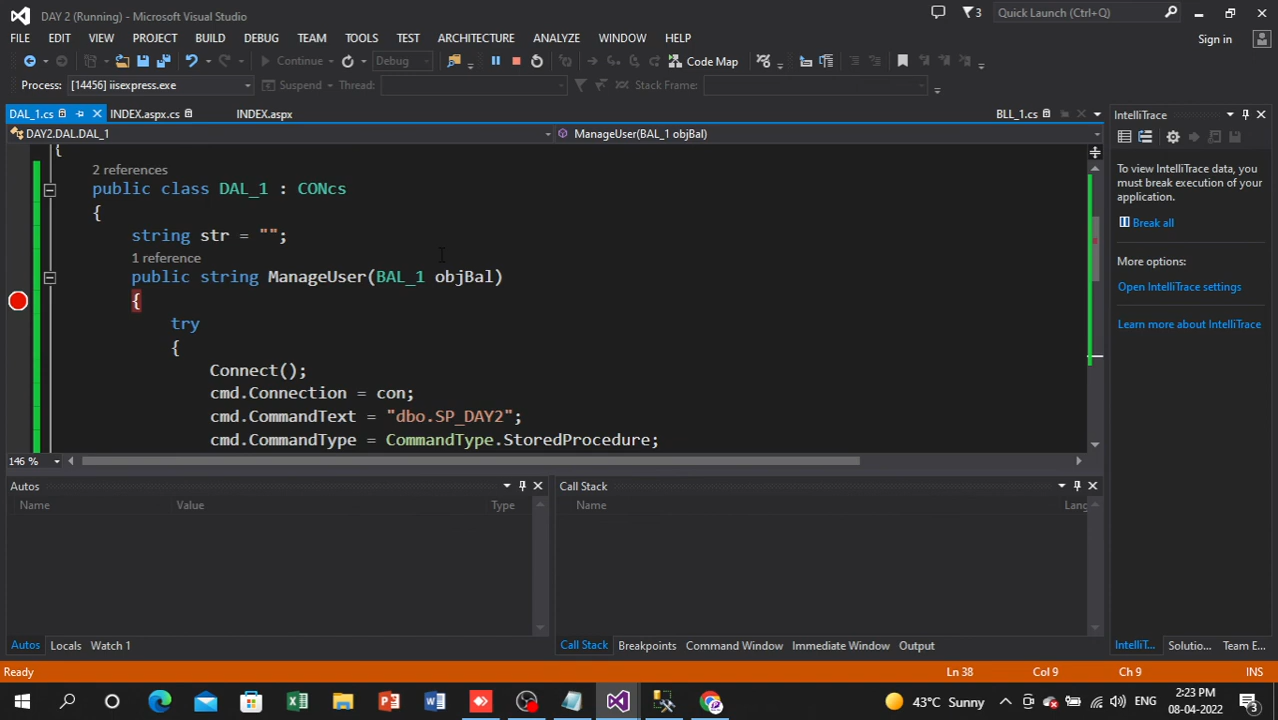 DAY 2 (Running) - Microsoft Visual Studio
3
Quick Launch (Ctrl+Q)
FILE EDIT VIEW PROJECT BUILD DEBUG TEAM TOOLS TEST ARCHITECTURE ANALYZE WINDOW HELP
Sign in
Continue Debug Code Map
Process: [14456] iisexpress.exe Suspend Thread: Stack Frame:
DAL_1.cs INDEX.aspx.cs INDEX.aspx BLL_1.cs
DAY2.DAL.DAL_1 ManageUser(BAL_1 objBal)
{
2 references
public class DAL_1 : CONcs
{
string str = "";
1 reference
public string ManageUser(BAL_1 objBal)
{
try
{
Connect();
cmd.Connection = con;
cmd.CommandText = "dbo.SP_DAY2";
cmd.CommandType = CommandType.StoredProcedure;
146 %
IntelliTrace
To view IntelliTrace data, you
must break execution of your
application.
Break all
More options:
Open IntelliTrace settings
Learn more about IntelliTrace
Autos
Name Value Type
Call Stack
Name Lang
Autos Locals Watch 1
Call Stack Breakpoints Command Window Immediate Window Output
IntelliT... Solutio... Team E...
Ready Ln 38 Col 9 Ch 9 INS
43°C Sunny ENG
2:23 PM
08-04-2022
3